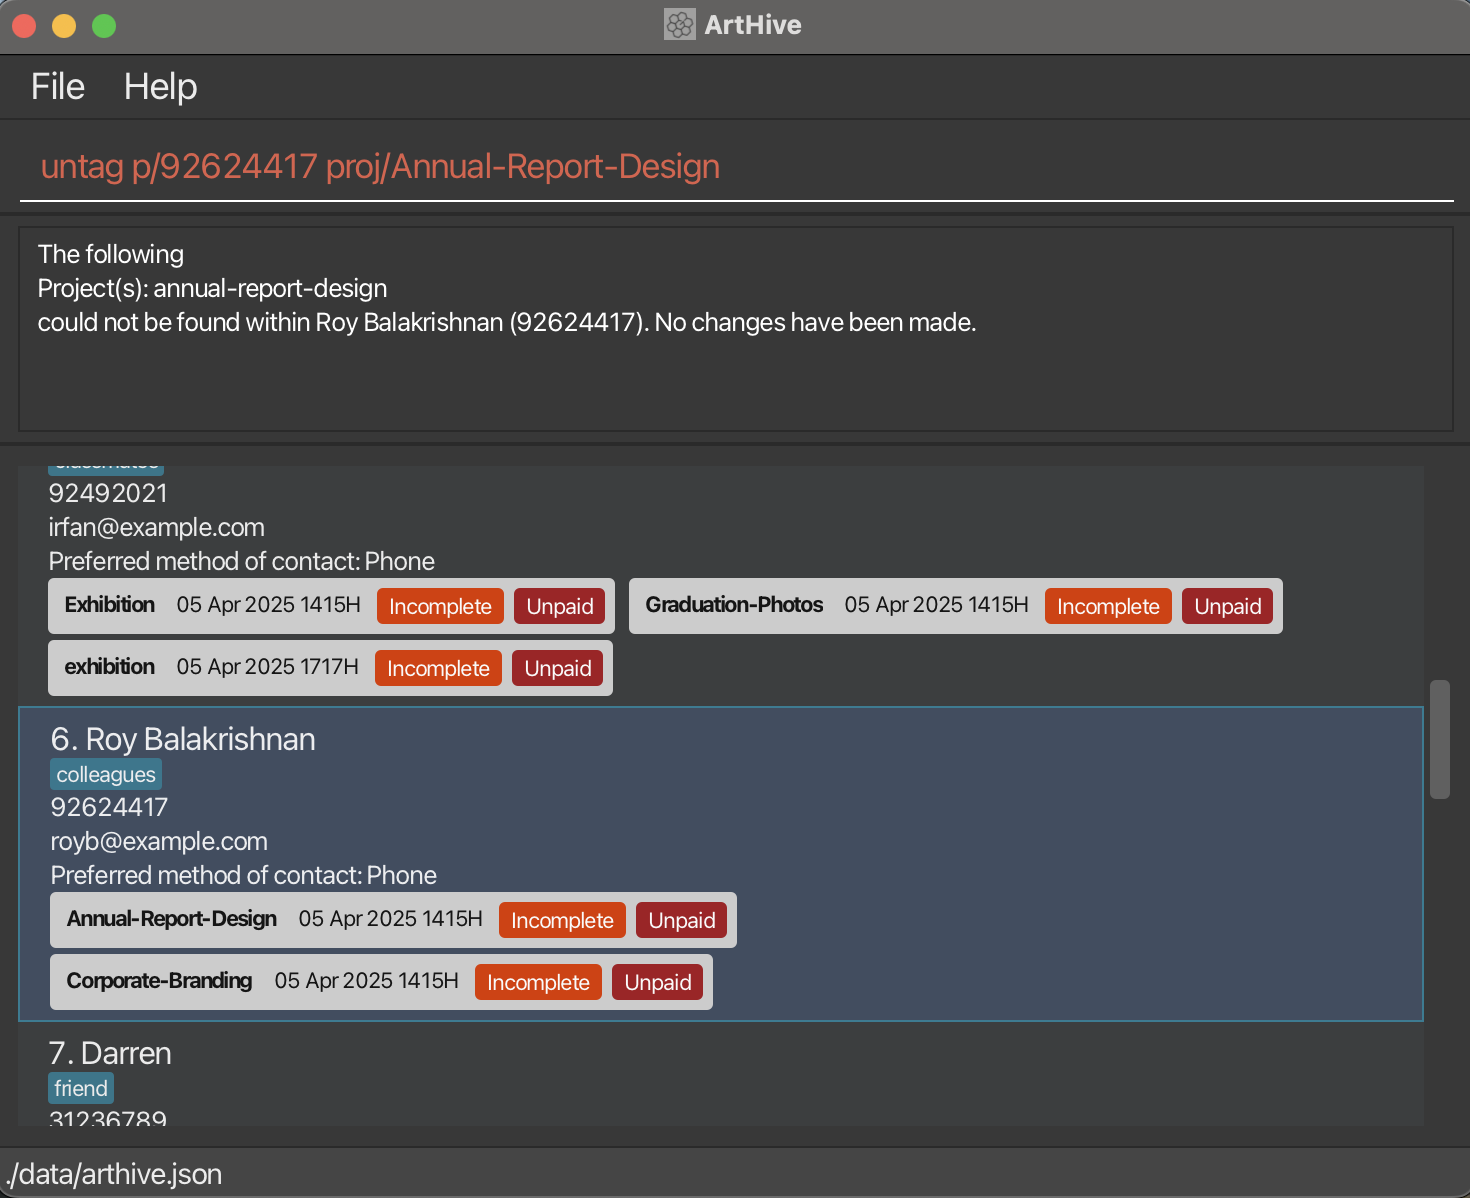 ArtHive
File Help
untag p/92624417 proj/Annual-Report-Design
The following
Project(s): annual-report-design
could not be found within Roy Balakrishnan (92624417). No changes have been made.
92492021
irfan@example.com
Preferred method of contact: Phone
Exhibition 05 Apr 2025 1415H Incomplete Unpaid Graduation-Photos 05 Apr 2025 1415H Incomplete Unpaid
exhibition 05 Apr 2025 1717H Incomplete Unpaid
6. Roy Balakrishnan
colleagues
92624417
royb@example.com
Preferred method of contact: Phone
Annual-Report-Design 05 Apr 2025 1415H Incomplete Unpaid
Corporate-Branding 05 Apr 2025 1415H Incomplete Unpaid
7. Darren
friend
31236789
./data/arthive.json